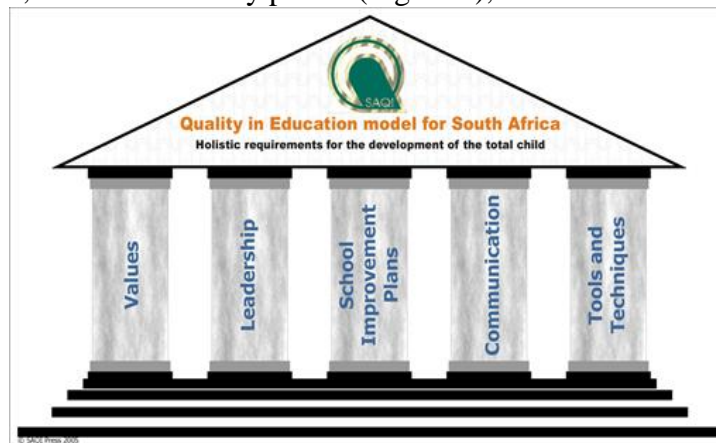 SAQI
Quality in Education model for South Africa
Holistic requirements for the development of the total child
Values
Leadership
School
Improvement
Plans
Communication
Tools and
Techniques
© SAQI Press 2005